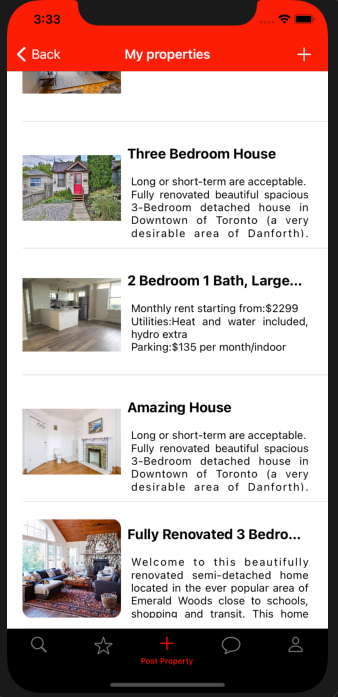 3:33
Back
My properties
Three Bedroom House
Long or short-term are acceptable.
Fully renovated beautiful spacious
3-Bedroom detached house in
Downtown of Toronto (a very
desirable area of Danforth).
2 Bedroom 1 Bath, Large...
Monthly rent starting from:$2299
Utilities:Heat and water included,
hydro extra
Parking:$135 per month/indoor
Amazing House
Long or short-term are acceptable.
Fully renovated beautiful spacious
3-Bedroom detached house in
Downtown of Toronto (a very
desirable area of Danforth).
Fully Renovated 3 Bedro...
Welcome to this beautifully
renovated semi-detached home
located in the ever popular area of
Emerald Woods close to schools,
shopping and transit. This home
Post Property